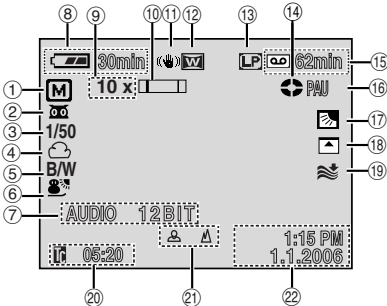 ⑧ ⑨ ⑩ ⑪ ⑫ ⑬ ⑭
30min W LP 62min ⑮
① M 10 x PAU ⑯
②
③ 1/50 ⑰
④ ⑱
⑤ B/W ⑲
⑥
⑦ AUDIO 12BIT
1:15 PM
05:20 1.1.2006
⑳ ㉑ ㉒